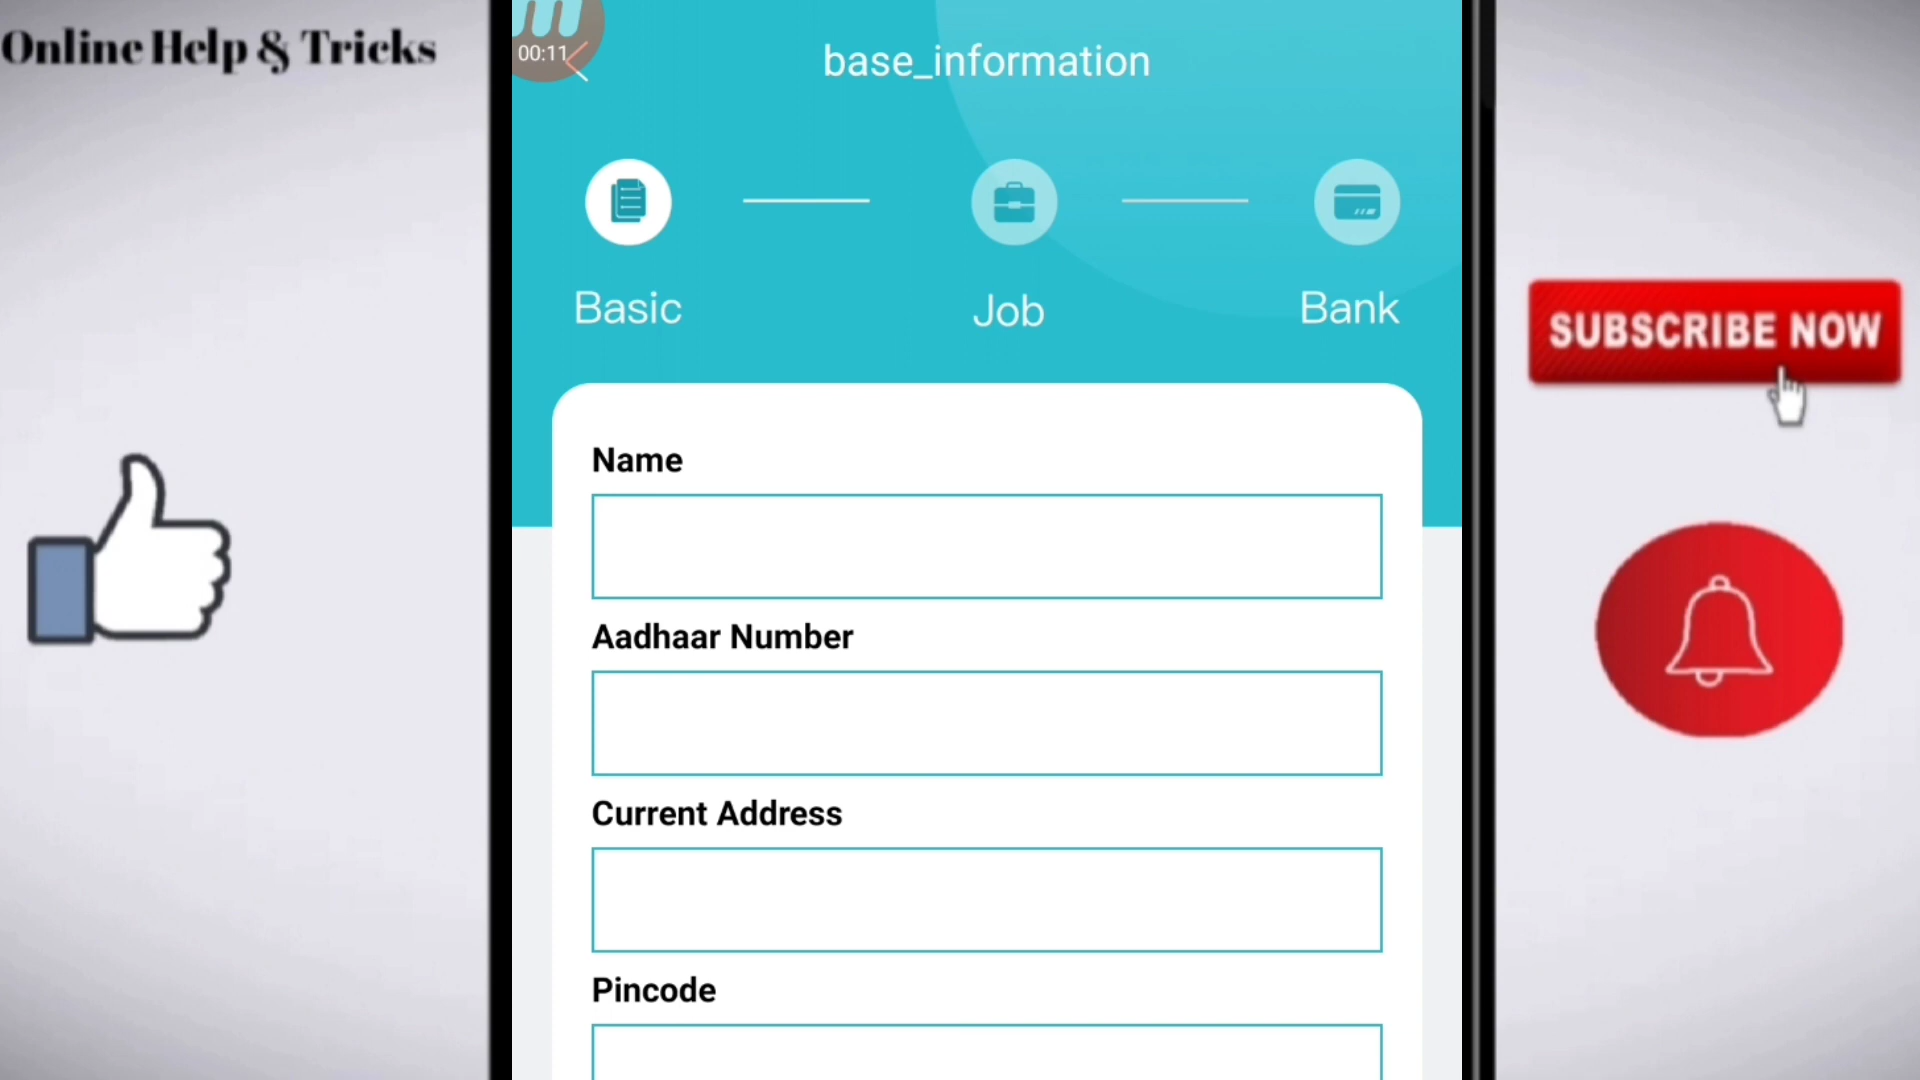 Online Help & Tricks
00:11
base_information
Basic
Job
Bank
Name
Aadhaar Number
Current Address
Pincode
SUBSCRIBE NOW